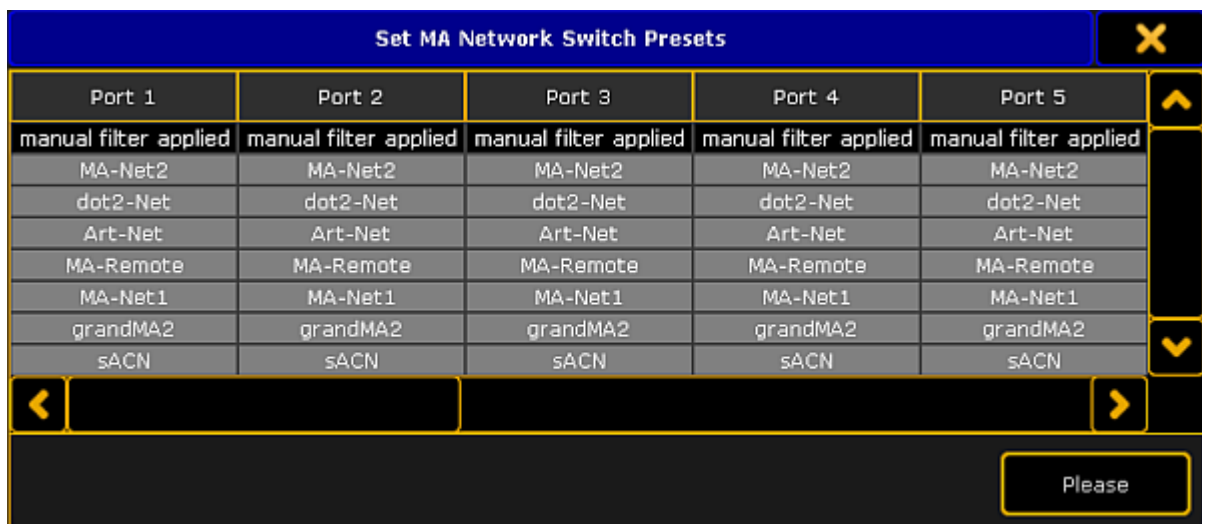 Set MA Network Switch Presets
Port 1 Port 2 Port 3 Port 4 Port 5
manual filter applied manual filter applied manual filter applied manual filter applied manual filter applied
MA-Net2 MA-Net2 MA-Net2 MA-Net2 MA-Net2
dot2-Net dot2-Net dot2-Net dot2-Net dot2-Net
Art-Net Art-Net Art-Net Art-Net Art-Net
MA-Remote MA-Remote MA-Remote MA-Remote MA-Remote
MA-Net1 MA-Net1 MA-Net1 MA-Net1 MA-Net1
grandMA2 grandMA2 grandMA2 grandMA2 grandMA2
sACN sACN sACN sACN sACN
Please